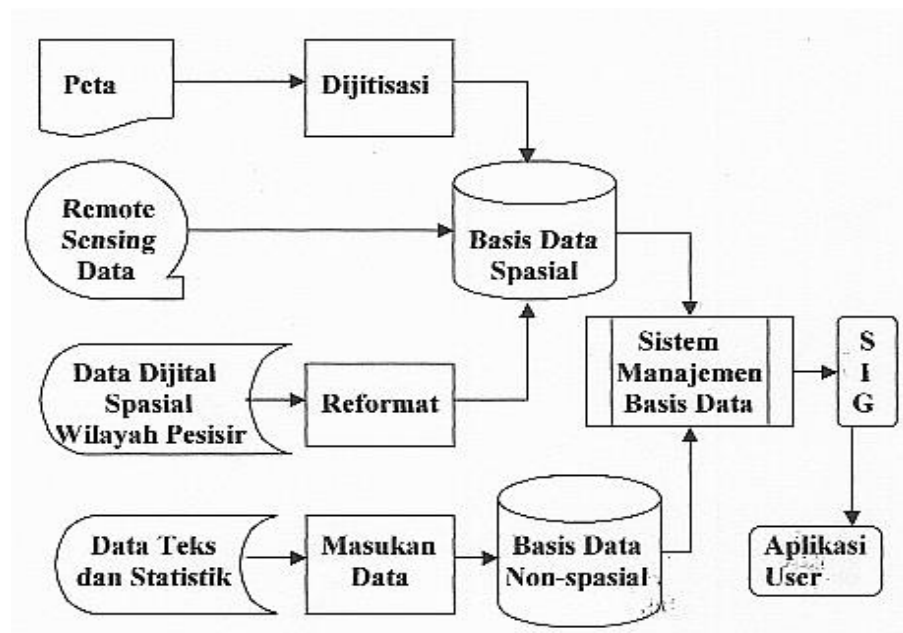 Peta
Dijitisasi
Remote
Sensing
Data
Basis Data
Spasial
Data Dijital
Spasial
Wilayah Pesisir
Reformat
Sistem
Manajemen
Basis Data
S
I
G
Data Teks
dan Statistik
Masukan
Data
Basis Data
Non-spasial
Aplikasi
User